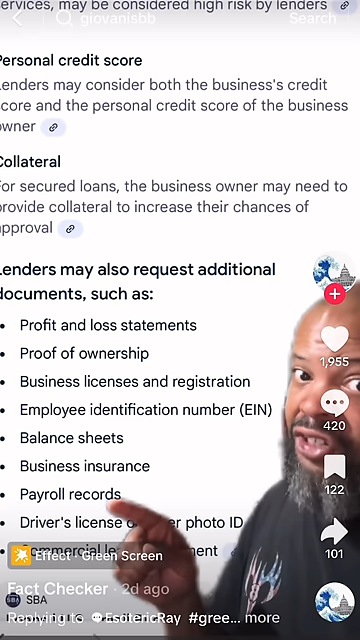 services, may be considered high risk by lenders
giovanisbb
Search
Personal credit score
Lenders may consider both the business's credit
score and the personal credit score of the business
owner
Collateral
For secured loans, the business owner may need to
provide collateral to increase their chances of
approval
Lenders may also request additional
documents, such as:
• Profit and loss statements
• Proof of ownership
• Business licenses and registration
• Employee identification number (EIN)
• Balance sheets
• Business insurance
• Payroll records
• Driver's license photo ID
1,955
420
122
101
Effect · Green Screen
SBA
Fact Checker · 2d ago
Replying to EsotericRay #gree... more